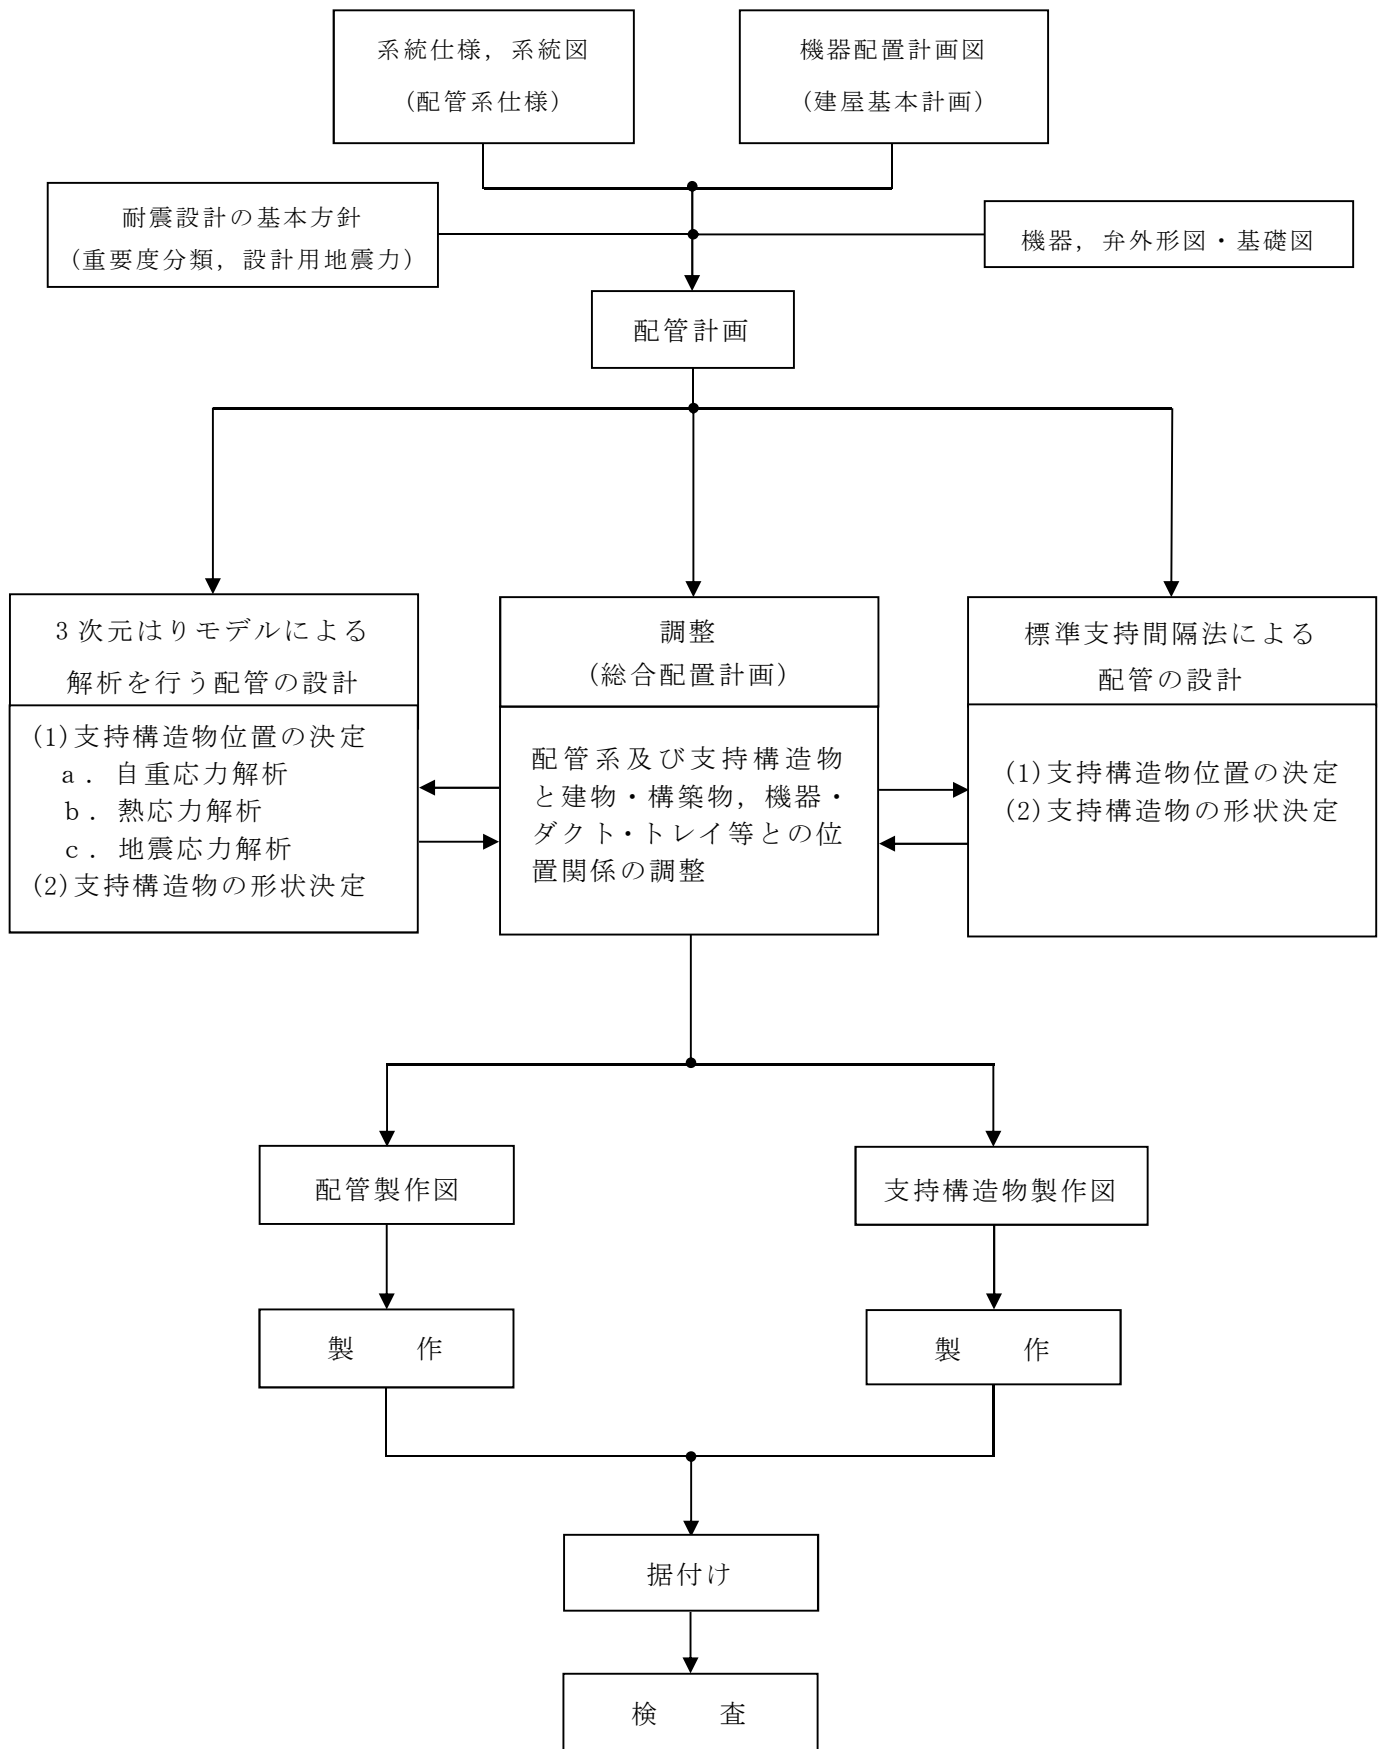 系統仕様，系統図
(配管系仕様)
機器配置計画図
(建屋基本計画)
耐震設計の基本方針
(重要度分類，設計用地震力)
機器，弁外形図・基礎図
配管計画
3次元はりモデルによる
解析を行う配管の設計
(1)支持構造物位置の決定
a．自重応力解析
b．熱応力解析
c．地震応力解析
(2)支持構造物の形状決定
調整
(総合配置計画)
配管系及び支持構造物
と建物・構築物，機器・
ダクト・トレイ等との位
置関係の調整
標準支持間隔法による
配管の設計
(1)支持構造物位置の決定
(2)支持構造物の形状決定
配管製作図
支持構造物製作図
製　作
製　作
据付け
検　査